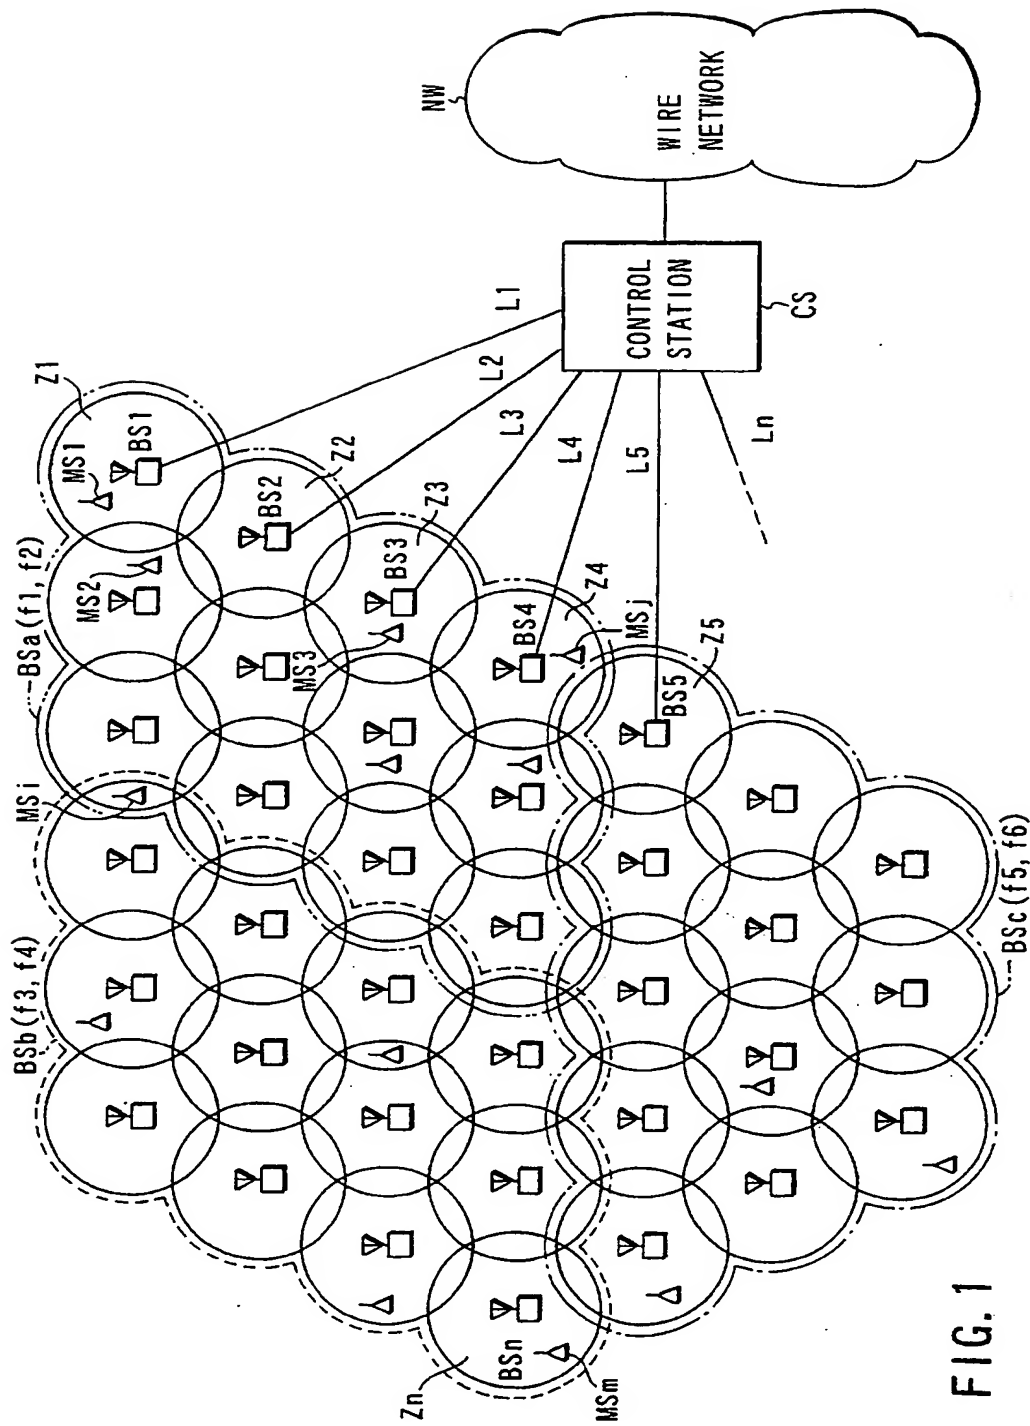 Z1
MS1
BS1
L1
BSa(f1, f2)
MS2
BS2
Z2
L2
MS3
BS3
Z3
L3
MSi
BS4
Z4
L4
MSj
BS5
Z5
L5
Ln
BSb(f3, f4)
BSc(f5, f6)
Zn
BSn
MSm
CONTROL
STATION
CS
NW
WIRE
NETWORK
FIG. 1